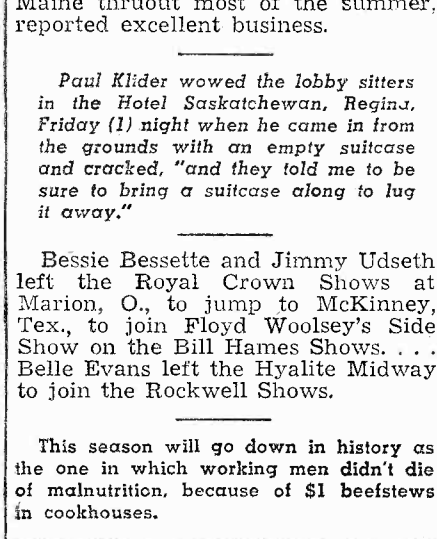 Maine thruout most of the summer,
reported excellent business.
Paul Klider wowed the lobby sitters
in the Hotel Saskatchewan, Regina,
Friday (1) night when he came in from
the grounds with an empty suitcase
and cracked, "and they told me to be
sure to bring a suitcase along to lug
it away."
Bessie Bessette and Jimmy Udseth
left the Royal Crown Shows at
Marion, O., to jump to McKinney,
Tex., to join Floyd Woolsey's Side
Show on the Bill Hames Shows. . . .
Belle Evans left the Hyalite Midway
to join the Rockwell Shows.
This season will go down in history as
the one in which working men didn't die
of malnutrition, because of $1 beefstews
in cookhouses.